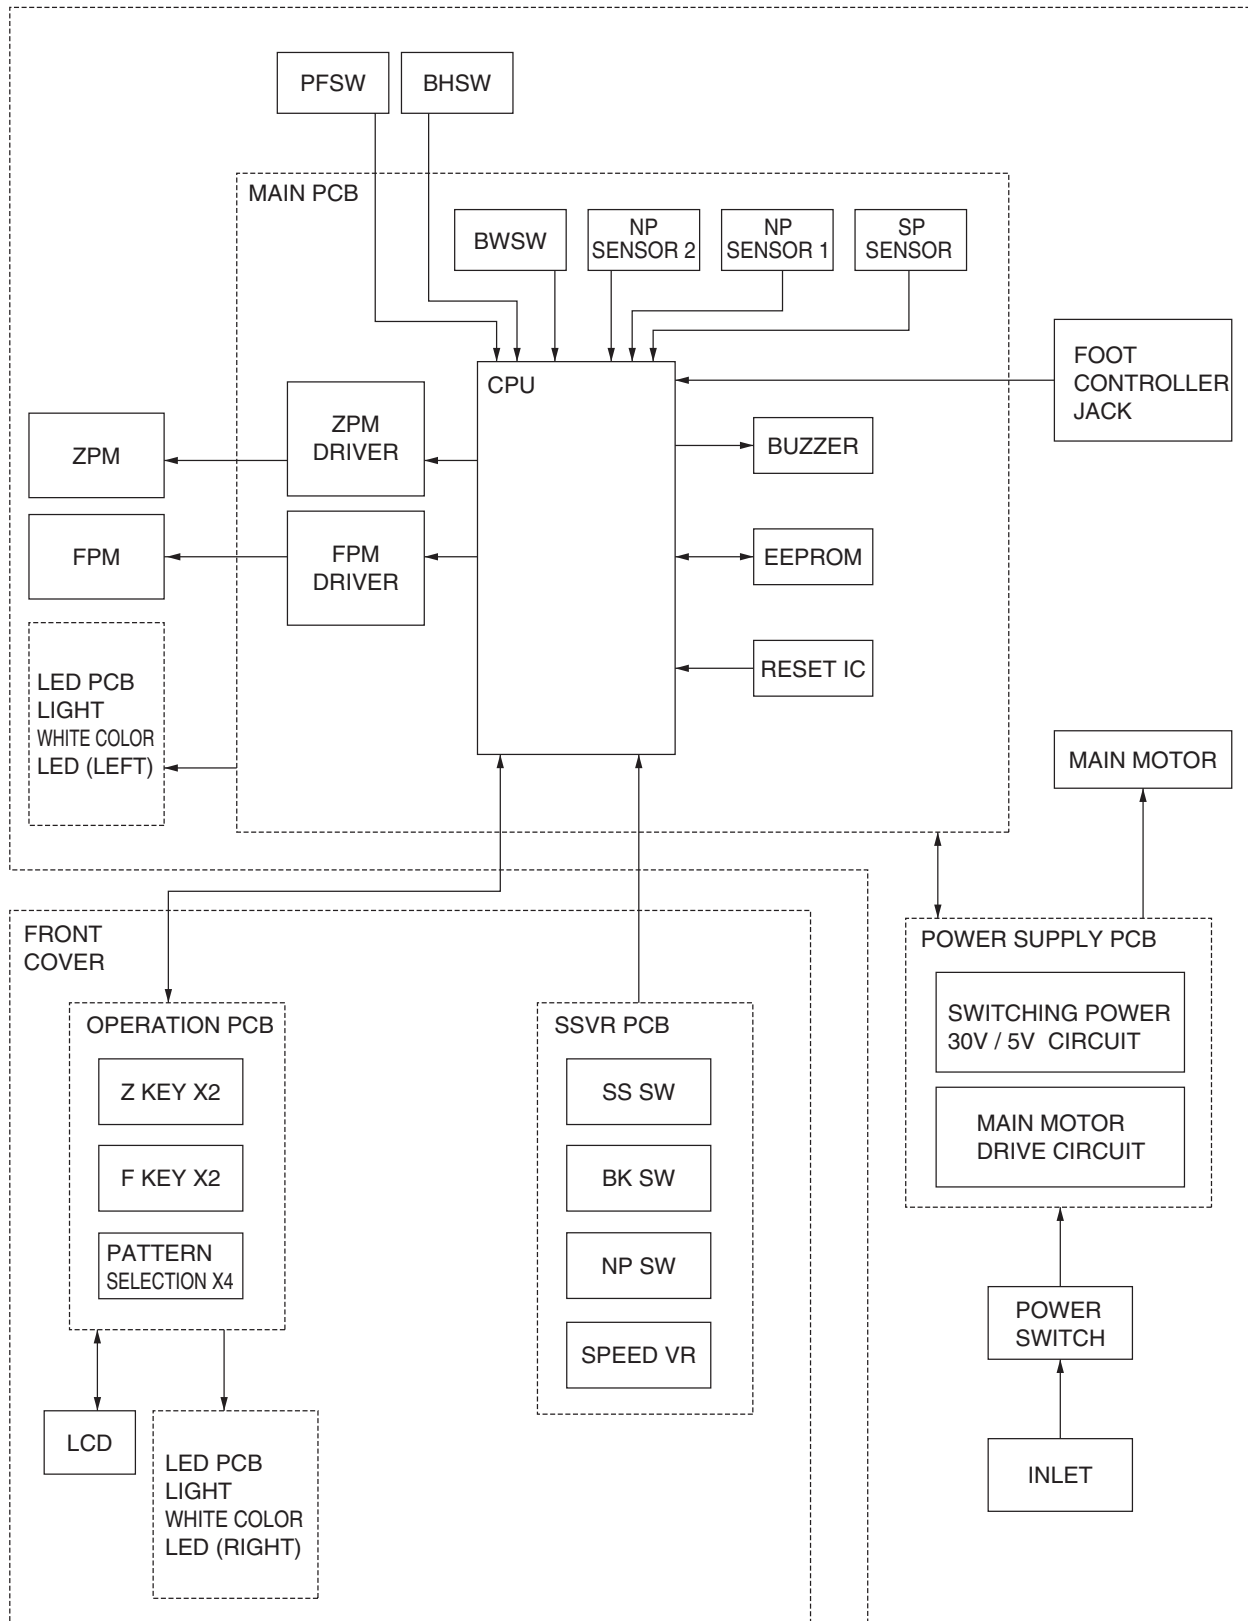 PFSW
BHSW
MAIN PCB
BWSW
NP
SENSOR 2
NP
SENSOR 1
SP
SENSOR
CPU
FOOT
CONTROLLER
JACK
ZPM
ZPM
DRIVER
BUZZER
FPM
FPM
DRIVER
EEPROM
RESET IC
LED PCB
LIGHT
WHITE COLOR
LED (LEFT)
MAIN MOTOR
FRONT
COVER
POWER SUPPLY PCB
SWITCHING POWER
30V / 5V CIRCUIT
MAIN MOTOR
DRIVE CIRCUIT
OPERATION PCB
Z KEY X2
F KEY X2
PATTERN
SELECTION X4
SSVR PCB
SS SW
BK SW
NP SW
SPEED VR
POWER
SWITCH
LCD
LED PCB
LIGHT
WHITE COLOR
LED (RIGHT)
INLET